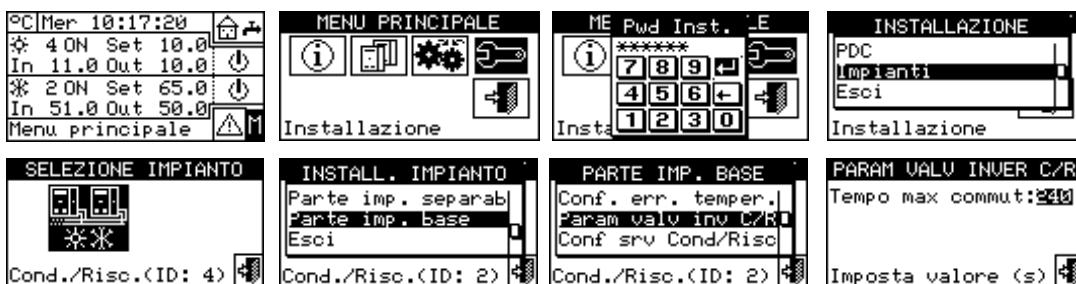 °C Mer 10:17:20
4 ON Set 10.0
In 11.0 Out 10.0
2 ON Set 65.0
In 51.0 Out 50.0
Menu principale
M
MENU PRINCIPALE
Installazione
ME Pwd Inst. LE
******
7 8 9
4 5 6
Insta 1 2 3 0
INSTALLAZIONE
PDC
Impianti
Esci
Installazione
SELEZIONE IMPIANTO
Cond./Risc.(ID: 4)
INSTALL. IMPIANTO
Parte imp. separab
Parte imp. base
Esci
Cond./Risc.(ID: 2)
PARTE IMP. BASE
Conf. err. temper.
Param valv inv C/R
Conf srv Cond/Risc
Cond./Risc.(ID: 2)
PARAM VALV INVER C/R
Tempo max commut:240
Imposta valore (s)